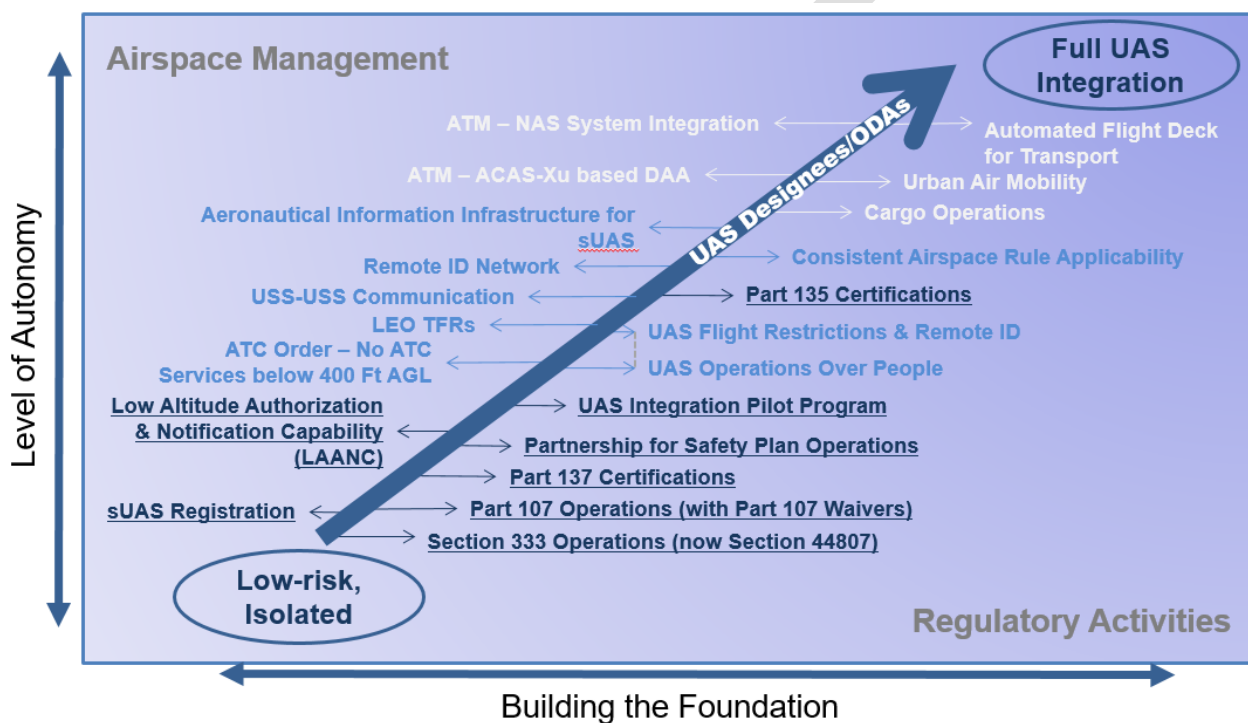 Airspace Management
Full UAS
Integration
ATM – NAS System Integration
Automated Flight Deck
for Transport
UAS Designees/ODAs
ATM – ACAS-Xu based DAA
Urban Air Mobility
Aeronautical Information Infrastructure for
sUAS
Cargo Operations
Consistent Airspace Rule Applicability
Remote ID Network
USS-USS Communication
Part 135 Certifications
LEO TFRs
UAS Flight Restrictions & Remote ID
ATC Order – No ATC
Services below 400 Ft AGL
UAS Operations Over People
Low Altitude Authorization
& Notification Capability
(LAANC)
UAS Integration Pilot Program
Partnership for Safety Plan Operations
Part 137 Certifications
sUAS Registration
Part 107 Operations (with Part 107 Waivers)
Section 333 Operations (now Section 44807)
Low-risk,
Isolated
Regulatory Activities
Level of Autonomy
Building the Foundation